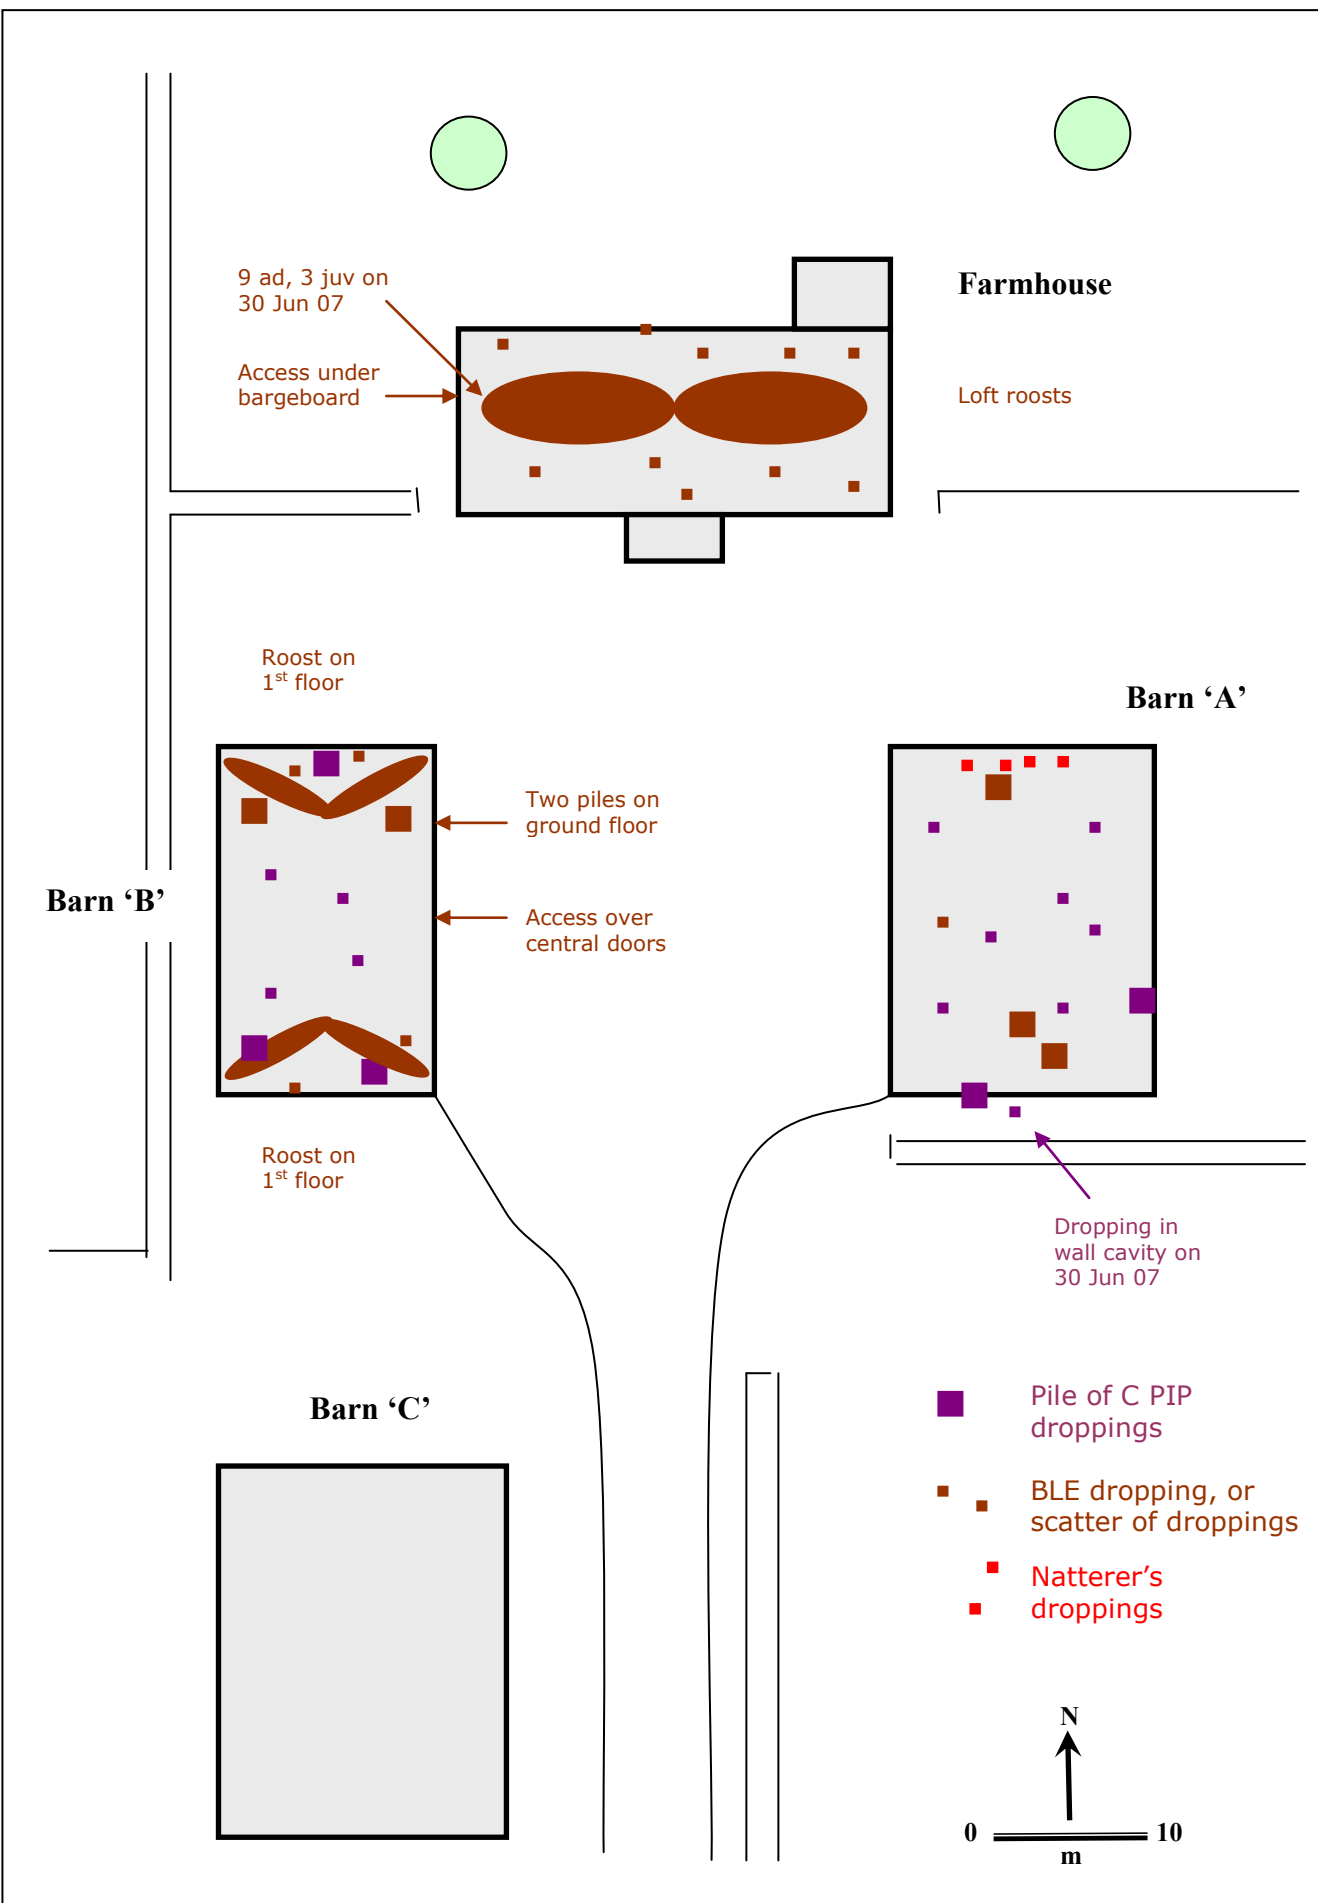 9 ad, 3 juv on
30 Jun 07
Farmhouse
Access under
bargeboard
Loft roosts
Roost on
1st floor
Barn ‘A’
Two piles on
ground floor
Barn ‘B’
Access over
central doors
Roost on
1st floor
Dropping in
wall cavity on
30 Jun 07
Barn ‘C’
Pile of C PIP
droppings
BLE dropping, or
scatter of droppings
Natterer’s
droppings
N
0 10
m